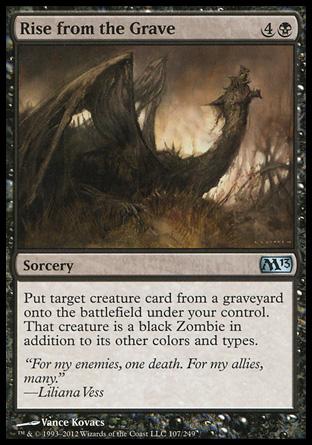 Rise from the Grave 4
Sorcery M13
Put target creature card from a graveyard
onto the battlefield under your control.
That creature is a black Zombie in
addition to its other colors and types.
"For my enemies, one death. For my allies,
many."
—Liliana Vess
Vance Kovacs
™ & © 1993–2012 Wizards of the Coast LLC 107/249